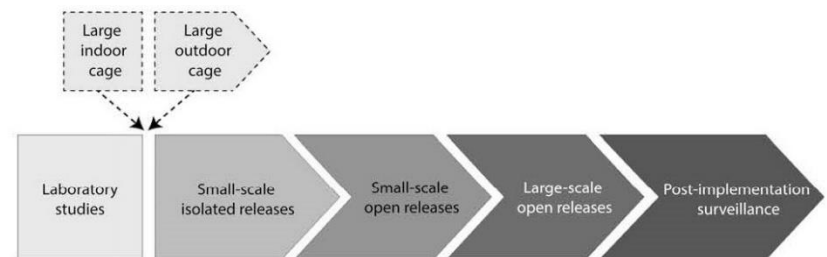 Large
indoor
cage
Large
outdoor
cage
Laboratory
studies
Small-scale
isolated releases
Small-scale
open releases
Large-scale
open releases
Post-implementation
surveillance